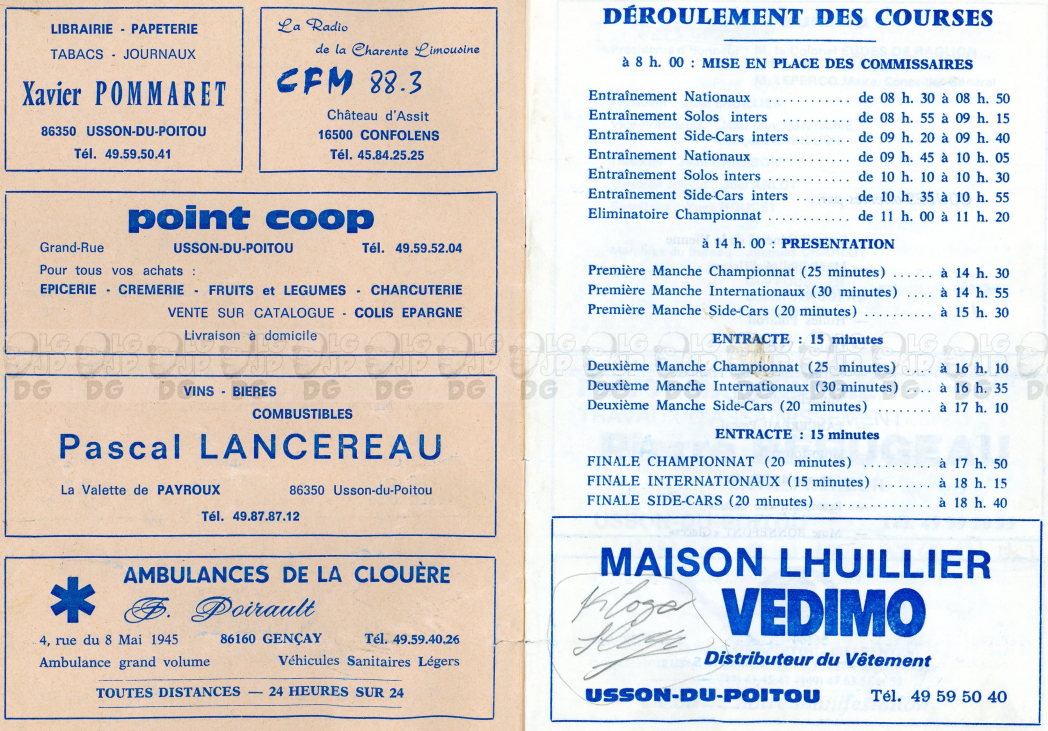 LIBRAIRIE - PAPETERIE
TABACS - JOURNAUX
Xavier POMMARET
86350 USSON-DU-POITOU
Tél. 49.59.50.41
La Radio
de la Charente Limousine
CFM 88.3
Château d'Assit
16500 CONFOLENS
Tél. 45.84.25.25
point coop
Grand-Rue USSON-DU-POITOU Tél. 49.59.52.04
Pour tous vos achats :
EPICERIE - CREMERIE - FRUITS et LEGUMES - CHARCUTERIE
VENTE SUR CATALOGUE - COLIS EPARGNE
Livraison à domicile
VINS - BIERES
COMBUSTIBLES
Pascal LANCEREAU
La Valette de PAYROUX 86350 Usson-du-Poitou
Tél. 49.87.87.12
AMBULANCES DE LA CLOUÈRE
F. Poirault
4, rue du 8 Mai 1945 86160 GENÇAY Tél. 49.59.40.26
Ambulance grand volume Véhicules Sanitaires Légers
TOUTES DISTANCES — 24 HEURES SUR 24
DÉROULEMENT DES COURSES
à 8 h. 00 : MISE EN PLACE DES COMMISSAIRES
Entraînement Nationaux ............ de 08 h. 30 à 08 h. 50
Entraînement Solos inters .......... de 08 h. 55 à 09 h. 15
Entraînement Side-Cars inters ........ de 09 h. 20 à 09 h. 40
Entraînement Nationaux ............ de 09 h. 45 à 10 h. 05
Entraînement Solos inters ............ de 10 h. 10 à 10 h. 30
Entraînement Side-Cars inters ........ de 10 h. 35 à 10 h. 55
Eliminatoire Championnat ............ de 11 h. 00 à 11 h. 20
à 14 h. 00 : PRESENTATION
Première Manche Championnat (25 minutes) ...... à 14 h. 30
Première Manche Internationaux (30 minutes) .... à 14 h. 55
Première Manche Side-Cars (20 minutes) .......... à 15 h. 30
ENTRACTE : 15 minutes
Deuxième Manche Championnat (25 minutes) .... à 16 h. 10
Deuxième Manche Internationaux (30 minutes) .... à 16 h. 35
Deuxième Manche Side-Cars (20 minutes) ........ à 17 h. 10
ENTRACTE : 15 minutes
FINALE CHAMPIONNAT (20 minutes) .......... à 17 h. 50
FINALE INTERNATIONAUX (15 minutes) ........ à 18 h. 15
FINALE SIDE-CARS (20 minutes) .............. à 18 h. 40
MAISON LHUILLIER
VEDIMO
Distributeur du Vêtement
USSON-DU-POITOU Tél. 49 59 50 40